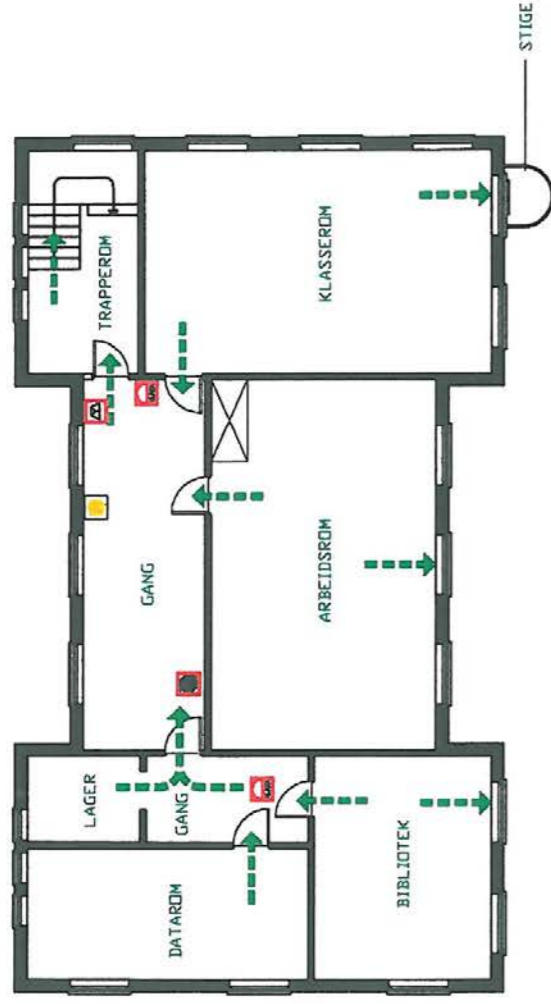 STIGE
TRAPPEROM
KLASSEROM
GANG
ARBEIDSROM
LAGER
GANG
DATAROM
BIBLIOTEK